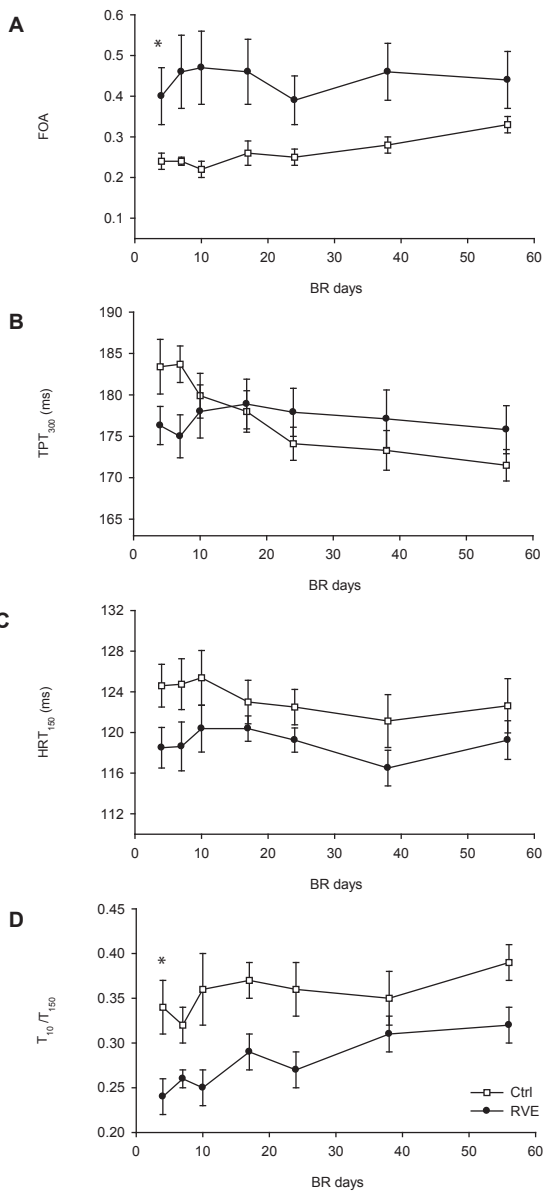 A
*
0.6
0.5
0.4
0.3
0.2
0.1
FOA
0 10 20 30 40 50 60
BR days
B
190
185
180
175
170
165
TPT300 (ms)
0 10 20 30 40 50 60
BR days
C
132
128
124
120
116
112
HRT150 (ms)
0 10 20 30 40 50 60
BR days
D
*
0.45
0.40
0.35
0.30
0.25
0.20
T10 /T150
Ctrl
RVE
0 10 20 30 40 50 60
BR days